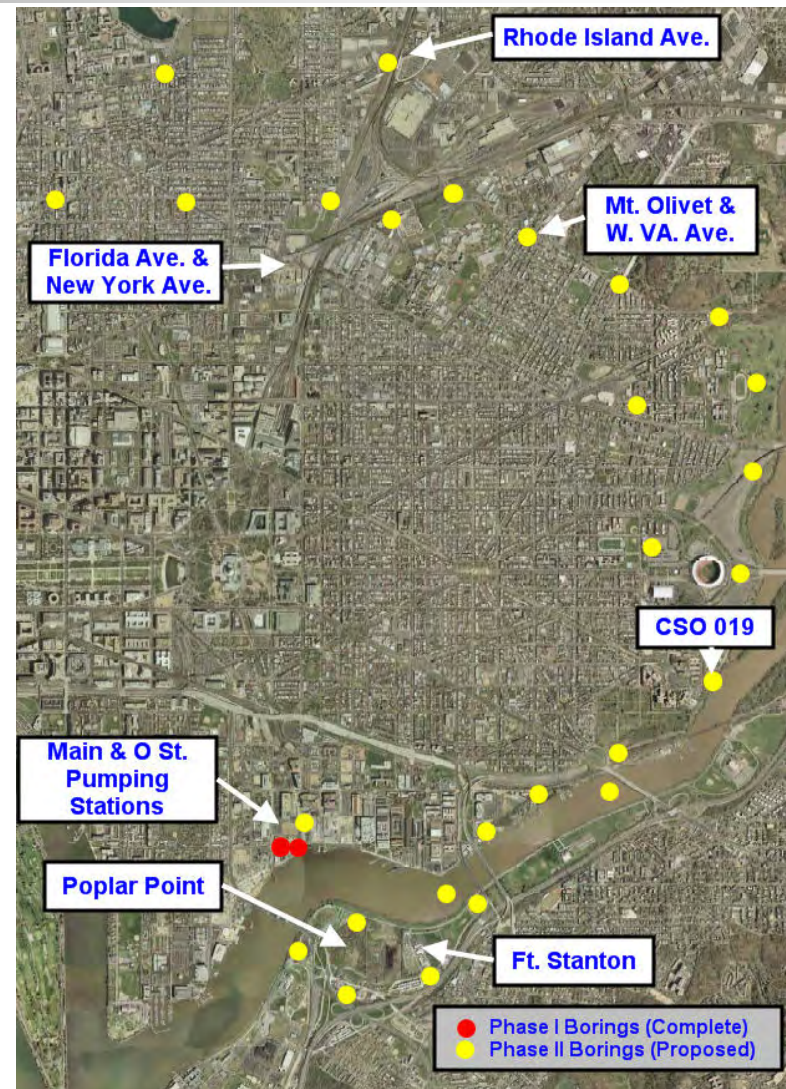 Rhode Island Ave.
Mt. Olivet &
W. VA. Ave.
Florida Ave. &
New York Ave.
CSO 019
Main & O St.
Pumping
Stations
Poplar Point
Ft. Stanton
Phase I Borings (Complete)
Phase II Borings (Proposed)